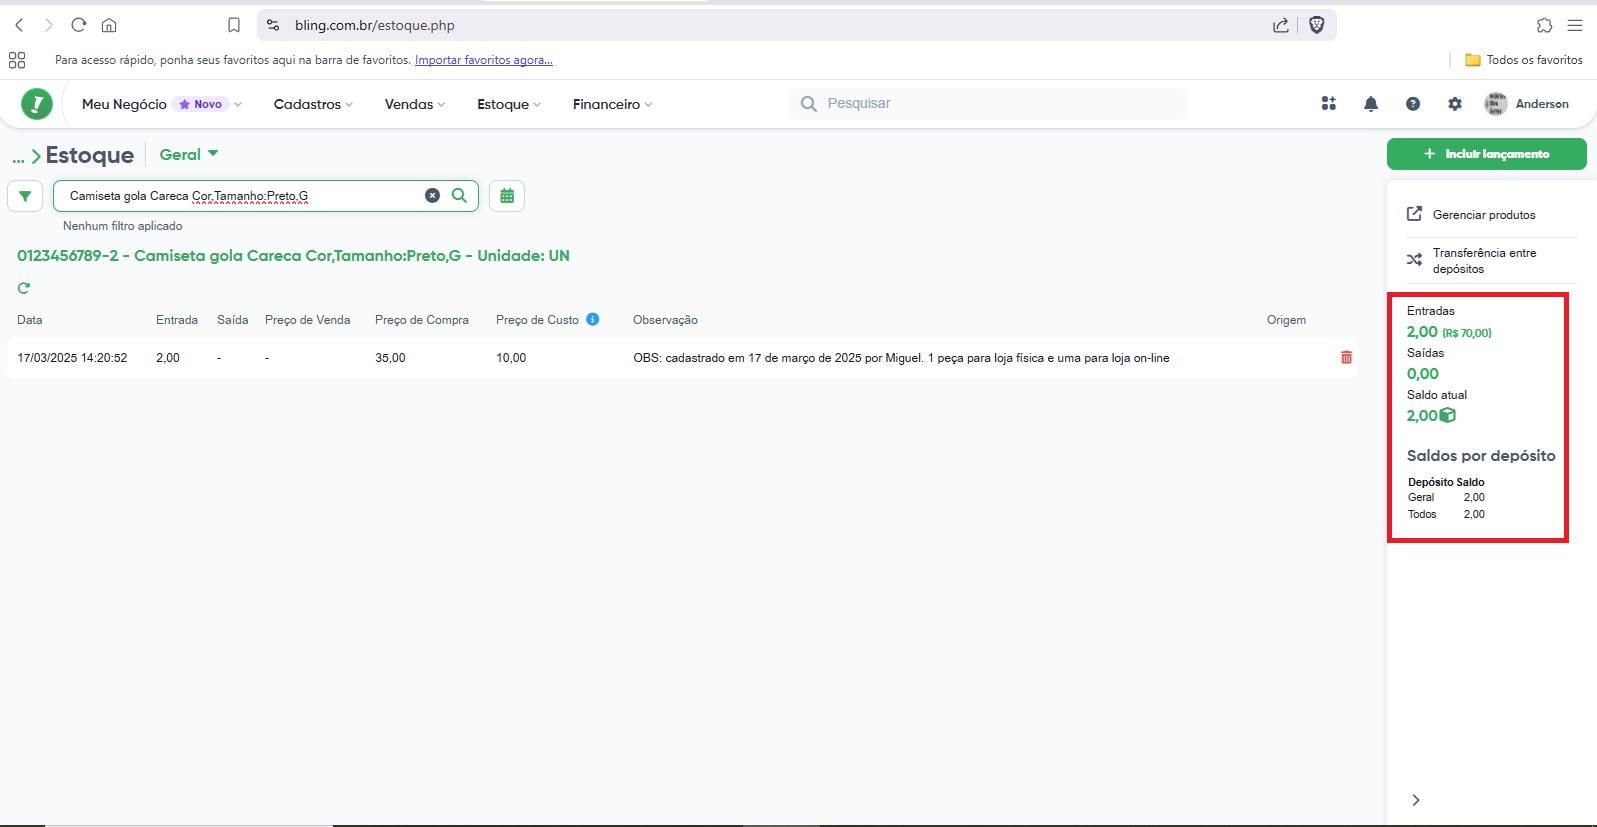 bling.com.br/estoque.php
Para acesso rápido, ponha seus favoritos aqui na barra de favoritos. Importar favoritos agora...
Todos os favoritos
Meu Negócio Novo Cadastros Vendas Estoque Financeiro Pesquisar Anderson
... Estoque Geral
+ Incluir lançamento
Camiseta gola Careca Cor,Tamanho:Preto,G
Nenhum filtro aplicado
0123456789-2 - Camiseta gola Careca Cor,Tamanho:Preto,G - Unidade: UN
Data Entrada Saída Preço de Venda Preço de Compra Preço de Custo Observação Origem
17/03/2025 14:20:52 2,00 - - 35,00 10,00 OBS: cadastrado em 17 de março de 2025 por Miguel. 1 peça para loja física e uma para loja on-line
Gerenciar produtos
Transferência entre
depósitos
Entradas
2,00 (R$ 70,00)
Saídas
0,00
Saldo atual
2,00
Saldos por depósito
Depósito Saldo
Geral 2,00
Todos 2,00